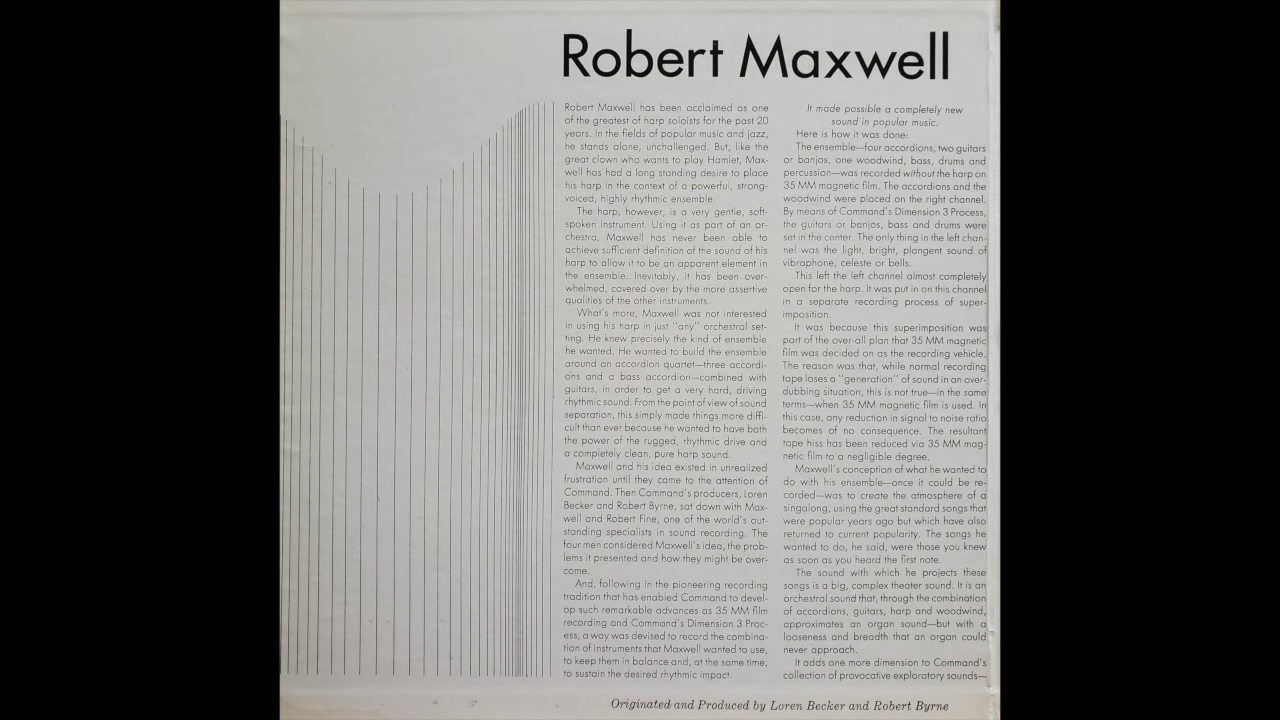 Robert Maxwell
Robert Maxwell has been acclaimed as one
of the greatest of harp soloists for the past 20
years. In the fields of popular music and jazz,
he stands alone, unchallenged. But, like the
great clown who wants to play Hamlet, Max-
well has had a long standing desire to place
his harp in the context of a powerful, strong-
voiced, highly rhythmic ensemble.
The harp, however, is a very gentle, soft-
spoken instrument. Using it as part of an or-
chestra, Maxwell has never been able to
achieve sufficient definition of the sound of his
harp to allow it to be an apparent element in
the ensemble. Inevitably, it has been over-
whelmed, covered over by the more assertive
qualities of the other instruments.
What's more, Maxwell was not interested
in using his harp in just "any" orchestral set-
ting. He knew precisely the kind of ensemble
he wanted. He wanted to build the ensemble
around an accordion quartet—three accordi-
ons and a bass accordion—combined with
guitars, in order to get a very hard, driving
rhythmic sound. From the point of view of sound
separation, this simply made things more diffi-
cult than ever because he wanted to have both
the power of the rugged, rhythmic drive and
a completely clean, pure harp sound.
Maxwell and his idea existed in unrealized
frustration until they came to the attention of
Command. Then Command's producers, Loren
Becker and Robert Byrne, sat down with Max-
well and Robert Fine, one of the world's out-
standing specialists in sound recording. The
four men considered Maxwell's idea, the prob-
lems it presented and how they might be over-
come.
And, following in the pioneering recording
tradition that has enabled Command to devel-
op such remarkable advances as 35 MM film
recording and Command's Dimension 3 Proc-
ess, a way was devised to record the combina-
tion of instruments that Maxwell wanted to use,
to keep them in balance and, at the same time,
to sustain the desired rhythmic impact.
It made possible a completely new
sound in popular music.
Here is how it was done:
The ensemble—four accordions, two guitars
or banjos, one woodwind, bass, drums and
percussion—was recorded without the harp on
35 MM magnetic film. The accordions and the
woodwind were placed on the right channel.
By means of Command's Dimension 3 Process,
the guitars or banjos, bass and drums were
set in the center. The only thing in the left chan-
nel was the light, bright, plangent sound of
vibraphone, celeste or bells.
This left the left channel almost completely
open for the harp. It was put in on this channel
in a separate recording process of super-
imposition.
It was because this superimposition was
part of the over-all plan that 35 MM magnetic
film was decided on as the recording vehicle.
The reason was that, while normal recording
tape loses a "generation" of sound in an over-
dubbing situation, this is not true—in the same
terms—when 35 MM magnetic film is used. In
this case, any reduction in signal to noise ratio
becomes of no consequence. The resultant
tape hiss has been reduced via 35 MM mag-
netic film to a negligible degree.
Maxwell's conception of what he wanted to
do with his ensemble—once it could be re-
corded—was to create the atmosphere of a
singalong, using the great standard songs that
were popular years ago but which have also
returned to current popularity. The songs he
wanted to do, he said, were those you knew
as soon as you heard the first note.
The sound with which he projects these
songs is a big, complex theater sound. It is an
orchestral sound that, through the combination
of accordions, guitars, harp and woodwind,
approximates an organ sound—but with a
looseness and breadth that an organ could
never approach.
It adds one more dimension to Command's
collection of provocative exploratory sounds—
Originated and Produced by Loren Becker and Robert Byrne